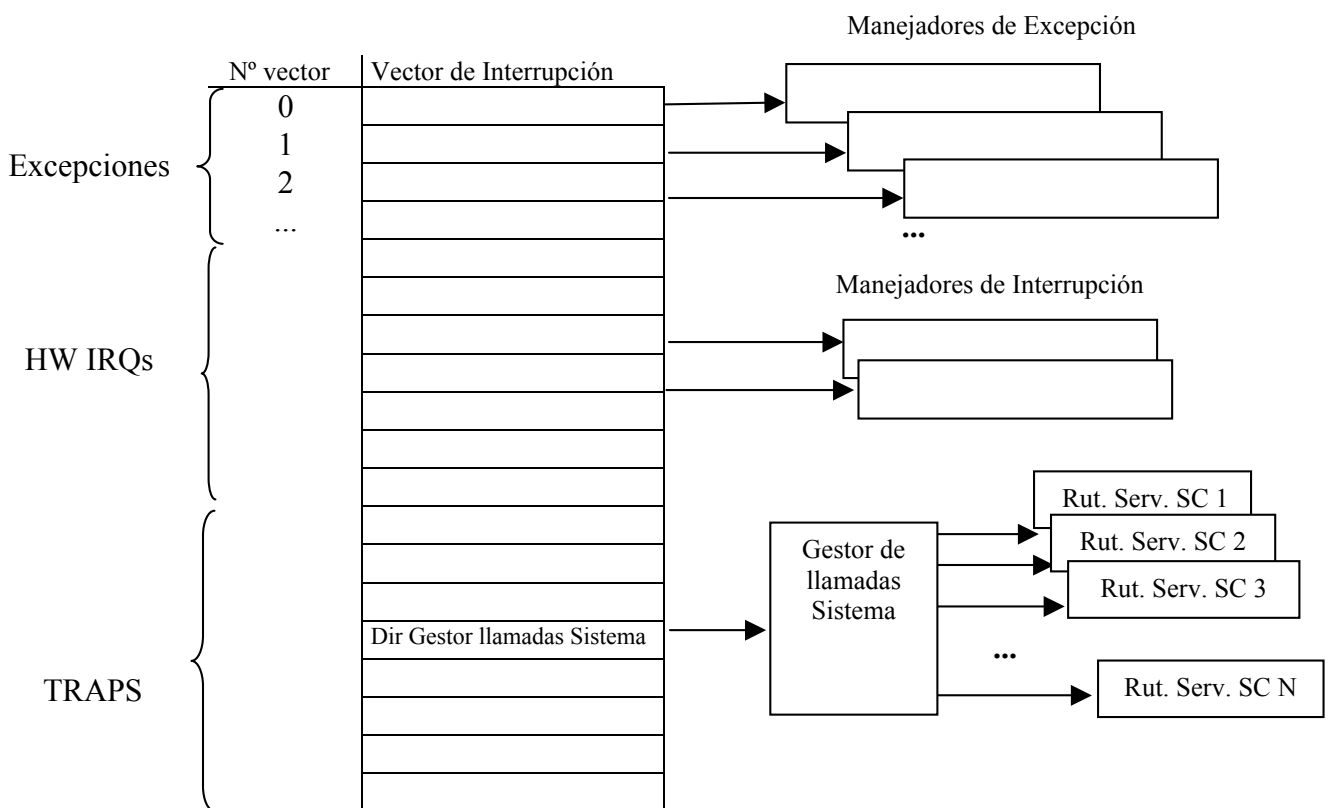 Manejadores de Excepción
Nº vector
Vector de Interrupción
0
1
2
...
Excepciones
...
Manejadores de Interrupción
HW IRQs
Rut. Serv. SC 1
Rut. Serv. SC 2
Rut. Serv. SC 3
Gestor de
llamadas
Sistema
Dir Gestor llamadas Sistema
...
Rut. Serv. SC N
TRAPS